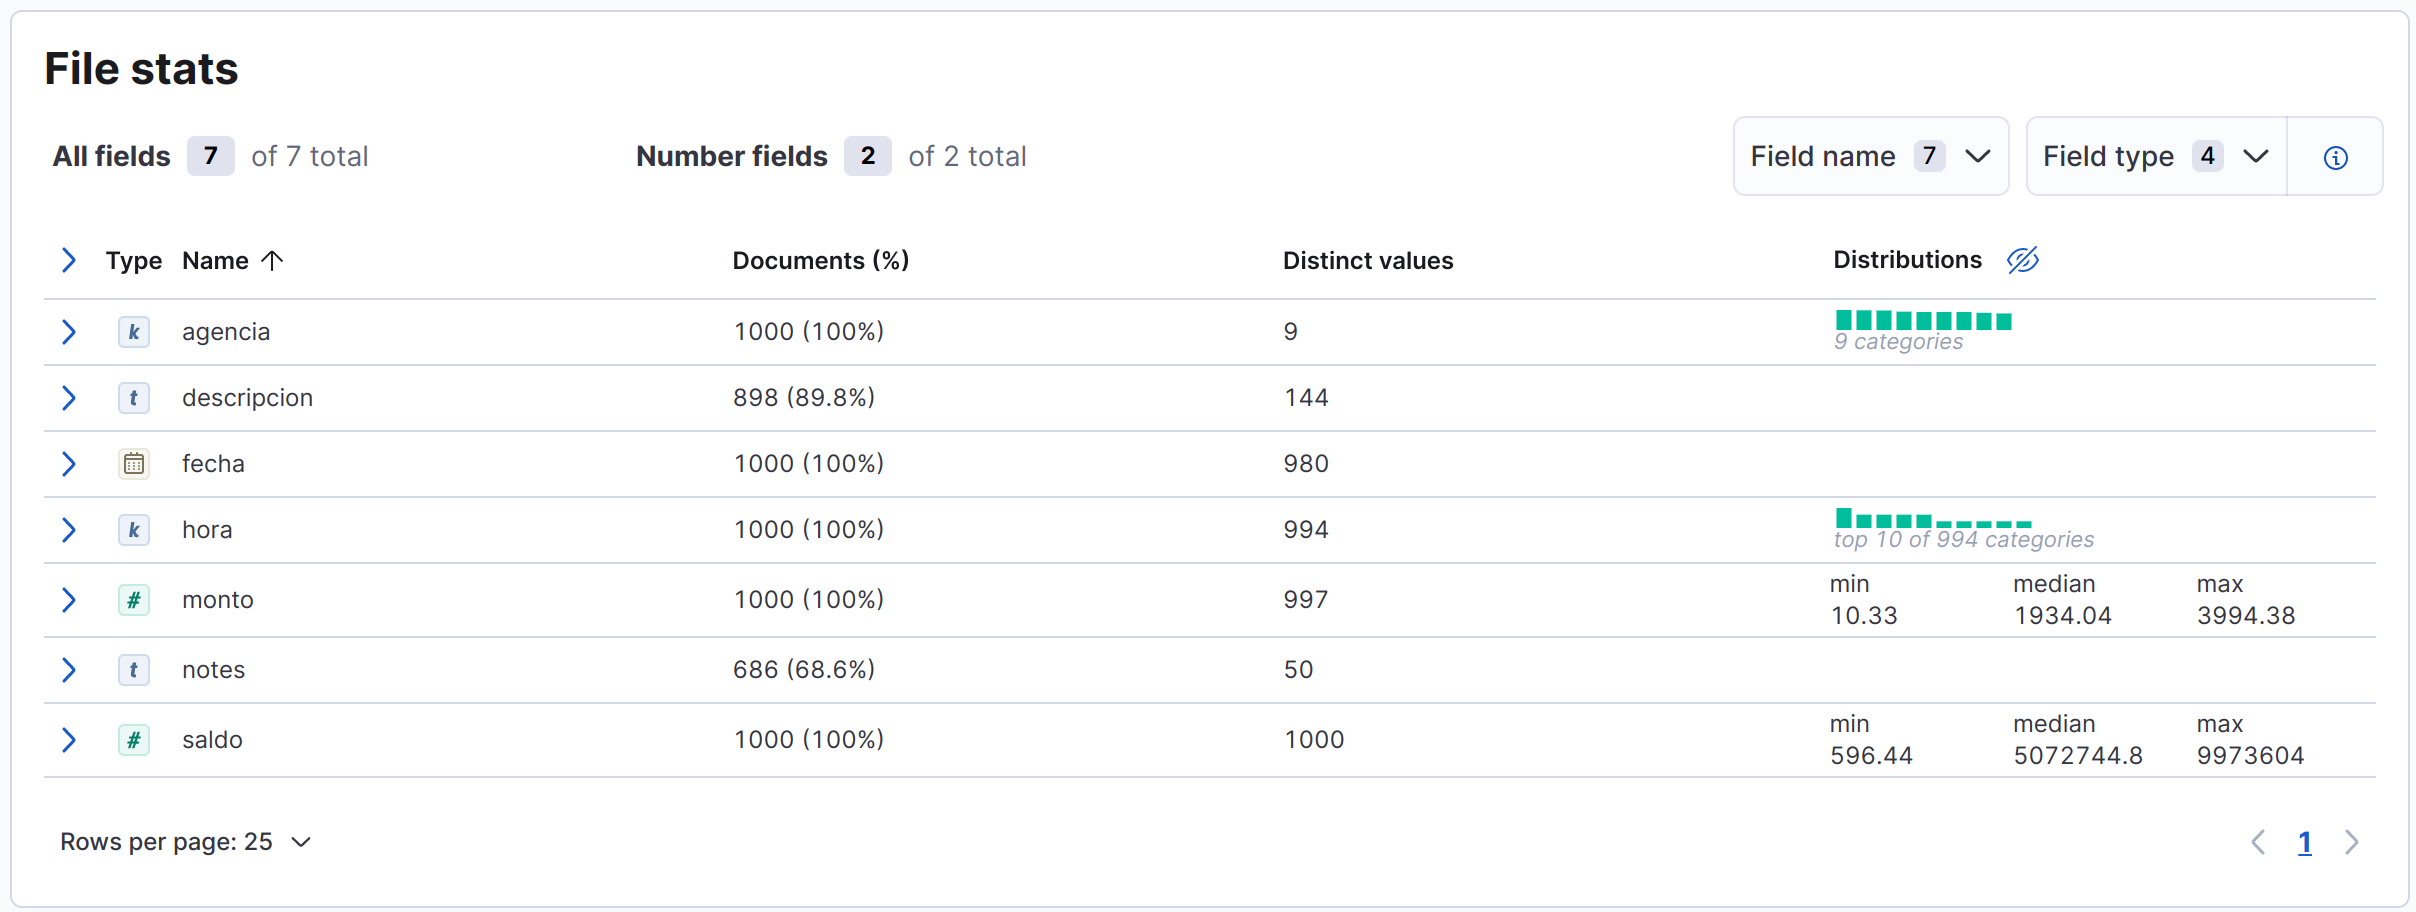 File stats
All fields 7 of 7 total Number fields 2 of 2 total Field name 7 Field type 4
Type Name Documents (%) Distinct values Distributions
k agencia 1000 (100%) 9 9 categories
t descripcion 898 (89.8%) 144
fecha 1000 (100%) 980
k hora 1000 (100%) 994 top 10 of 994 categories
# monto 1000 (100%) 997 min 10.33 median 1934.04 max 3994.38
t notes 686 (68.6%) 50
# saldo 1000 (100%) 1000 min 596.44 median 5072744.8 max 9973604
Rows per page: 25 1